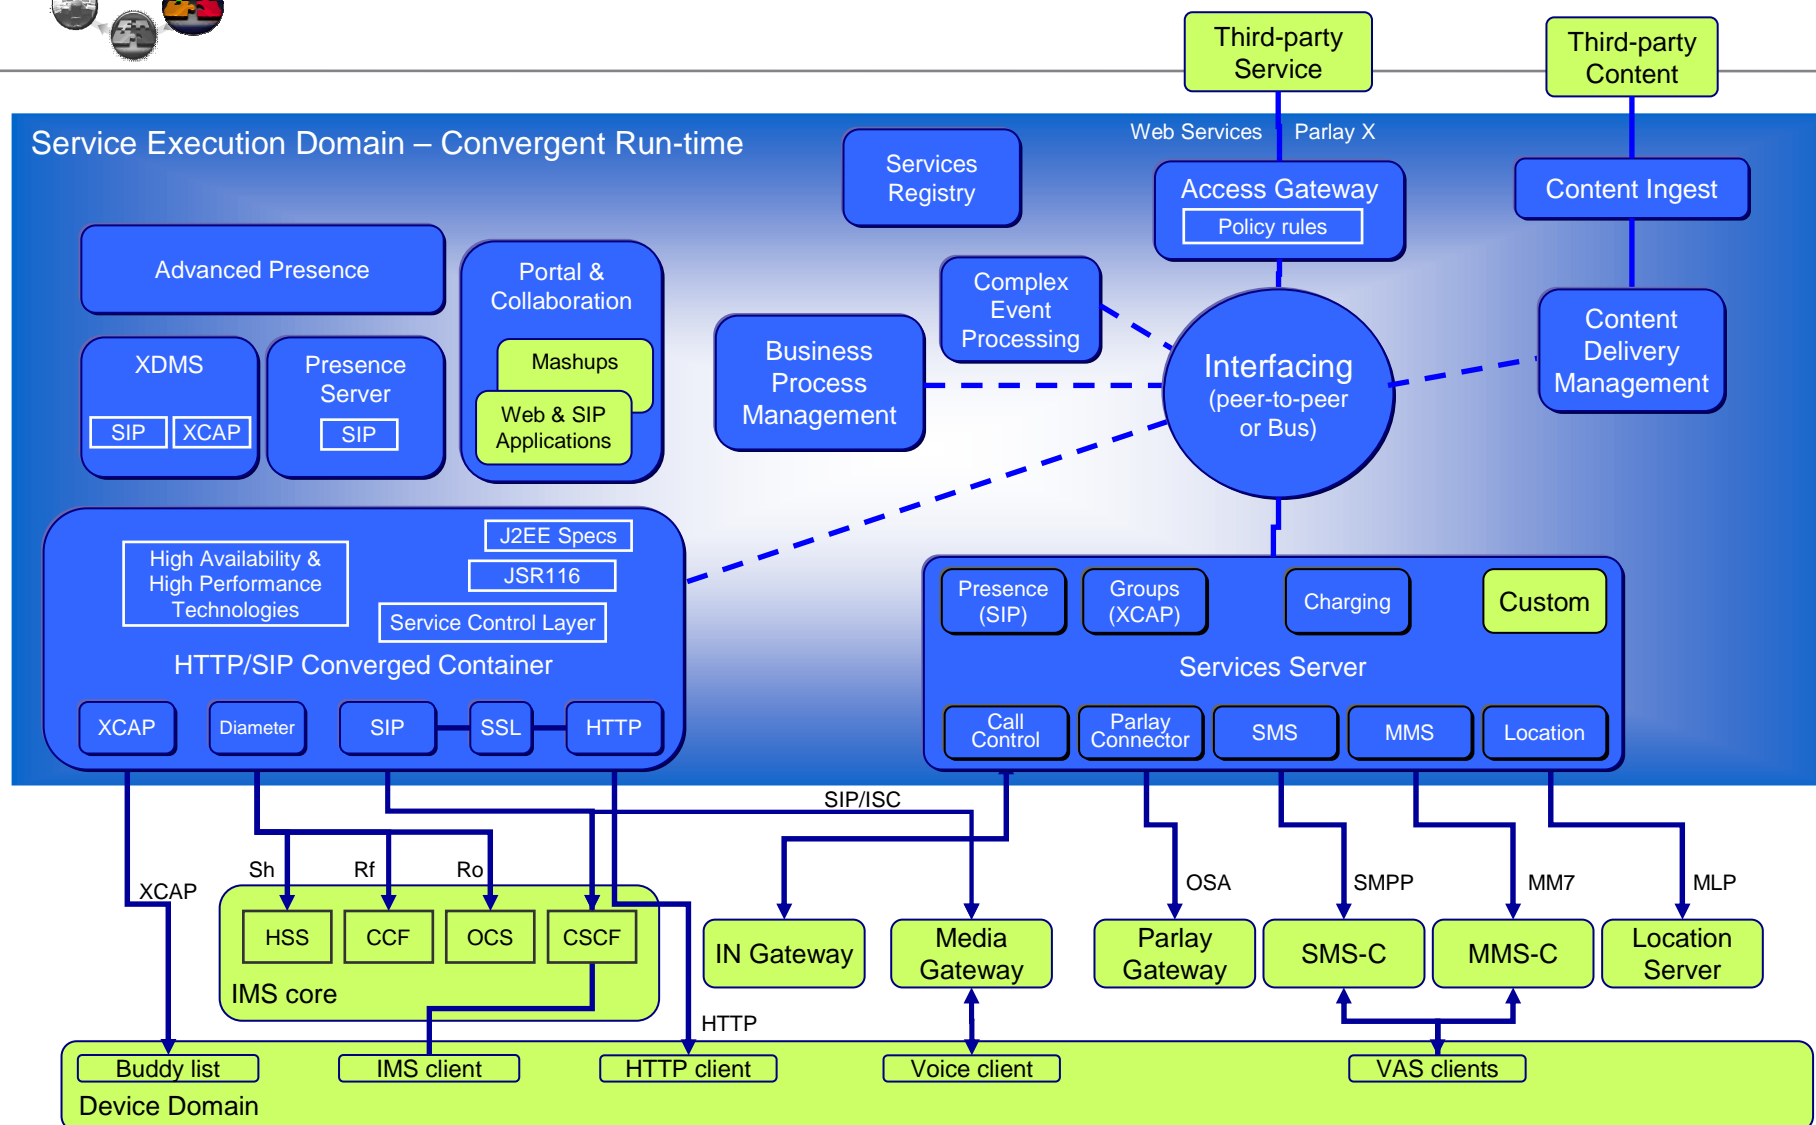 Third-party
Service
Third-party
Content
Service Execution Domain – Convergent Run-time
Web Services
Parlay X
Services
Registry
Access Gateway
Policy rules
Content Ingest
Advanced Presence
Portal &
Collaboration
Mashups
Web & SIP
Applications
Complex
Event
Processing
Business
Process
Management
Interfacing
(peer-to-peer
or Bus)
Content
Delivery
Management
XDMS
SIP
XCAP
Presence
Server
SIP
J2EE Specs
High Availability &
High Performance
Technologies
JSR116
Service Control Layer
HTTP/SIP Converged Container
XCAP
Diameter
SIP
SSL
HTTP
Presence
(SIP)
Groups
(XCAP)
Charging
Custom
Services Server
Call
Control
Parlay
Connector
SMS
MMS
Location
SIP/ISC
Sh
Rf
Ro
XCAP
OSA
SMPP
MM7
MLP
HSS
CCF
OCS
CSCF
IMS core
IN Gateway
Media
Gateway
Parlay
Gateway
SMS-C
MMS-C
Location
Server
HTTP
Buddy list
IMS client
HTTP client
Voice client
VAS clients
Device Domain